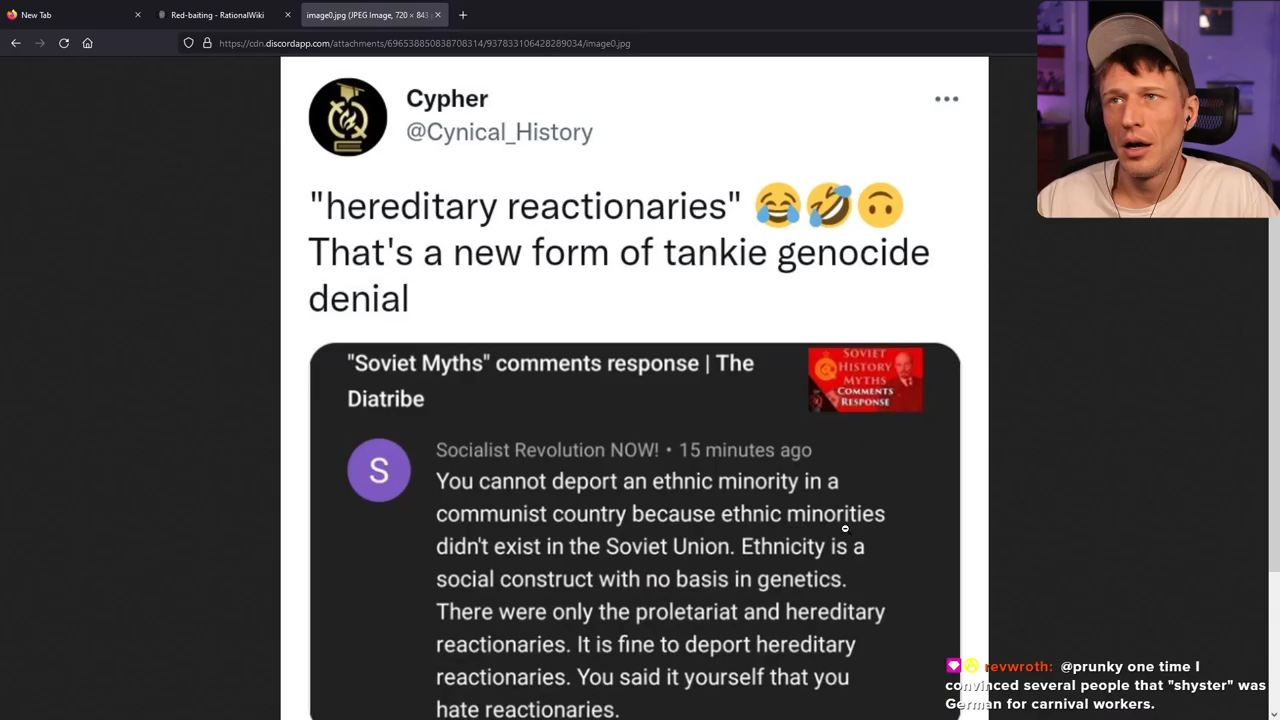 New Tab
Red-baiting - RationalWiki
image0.jpg (JPEG Image, 720 × 843
https://cdn.discordapp.com/attachments/696538850838708314/937833106428289034/image0.jpg
Cypher
@Cynical_History
"hereditary reactionaries" 😂🤣🙃
That's a new form of tankie genocide
denial
"Soviet Myths" comments response | The
Diatribe
SOVIET
HISTORY
MYTHS
COMMENTS
RESPONSE
S
Socialist Revolution NOW! • 15 minutes ago
You cannot deport an ethnic minority in a
communist country because ethnic minorities
didn't exist in the Soviet Union. Ethnicity is a
social construct with no basis in genetics.
There were only the proletariat and hereditary
reactionaries. It is fine to deport hereditary
reactionaries. You said it yourself that you
hate reactionaries.
revwroth: @prunky one time I
convinced several people that "shyster" was
German for carnival workers.